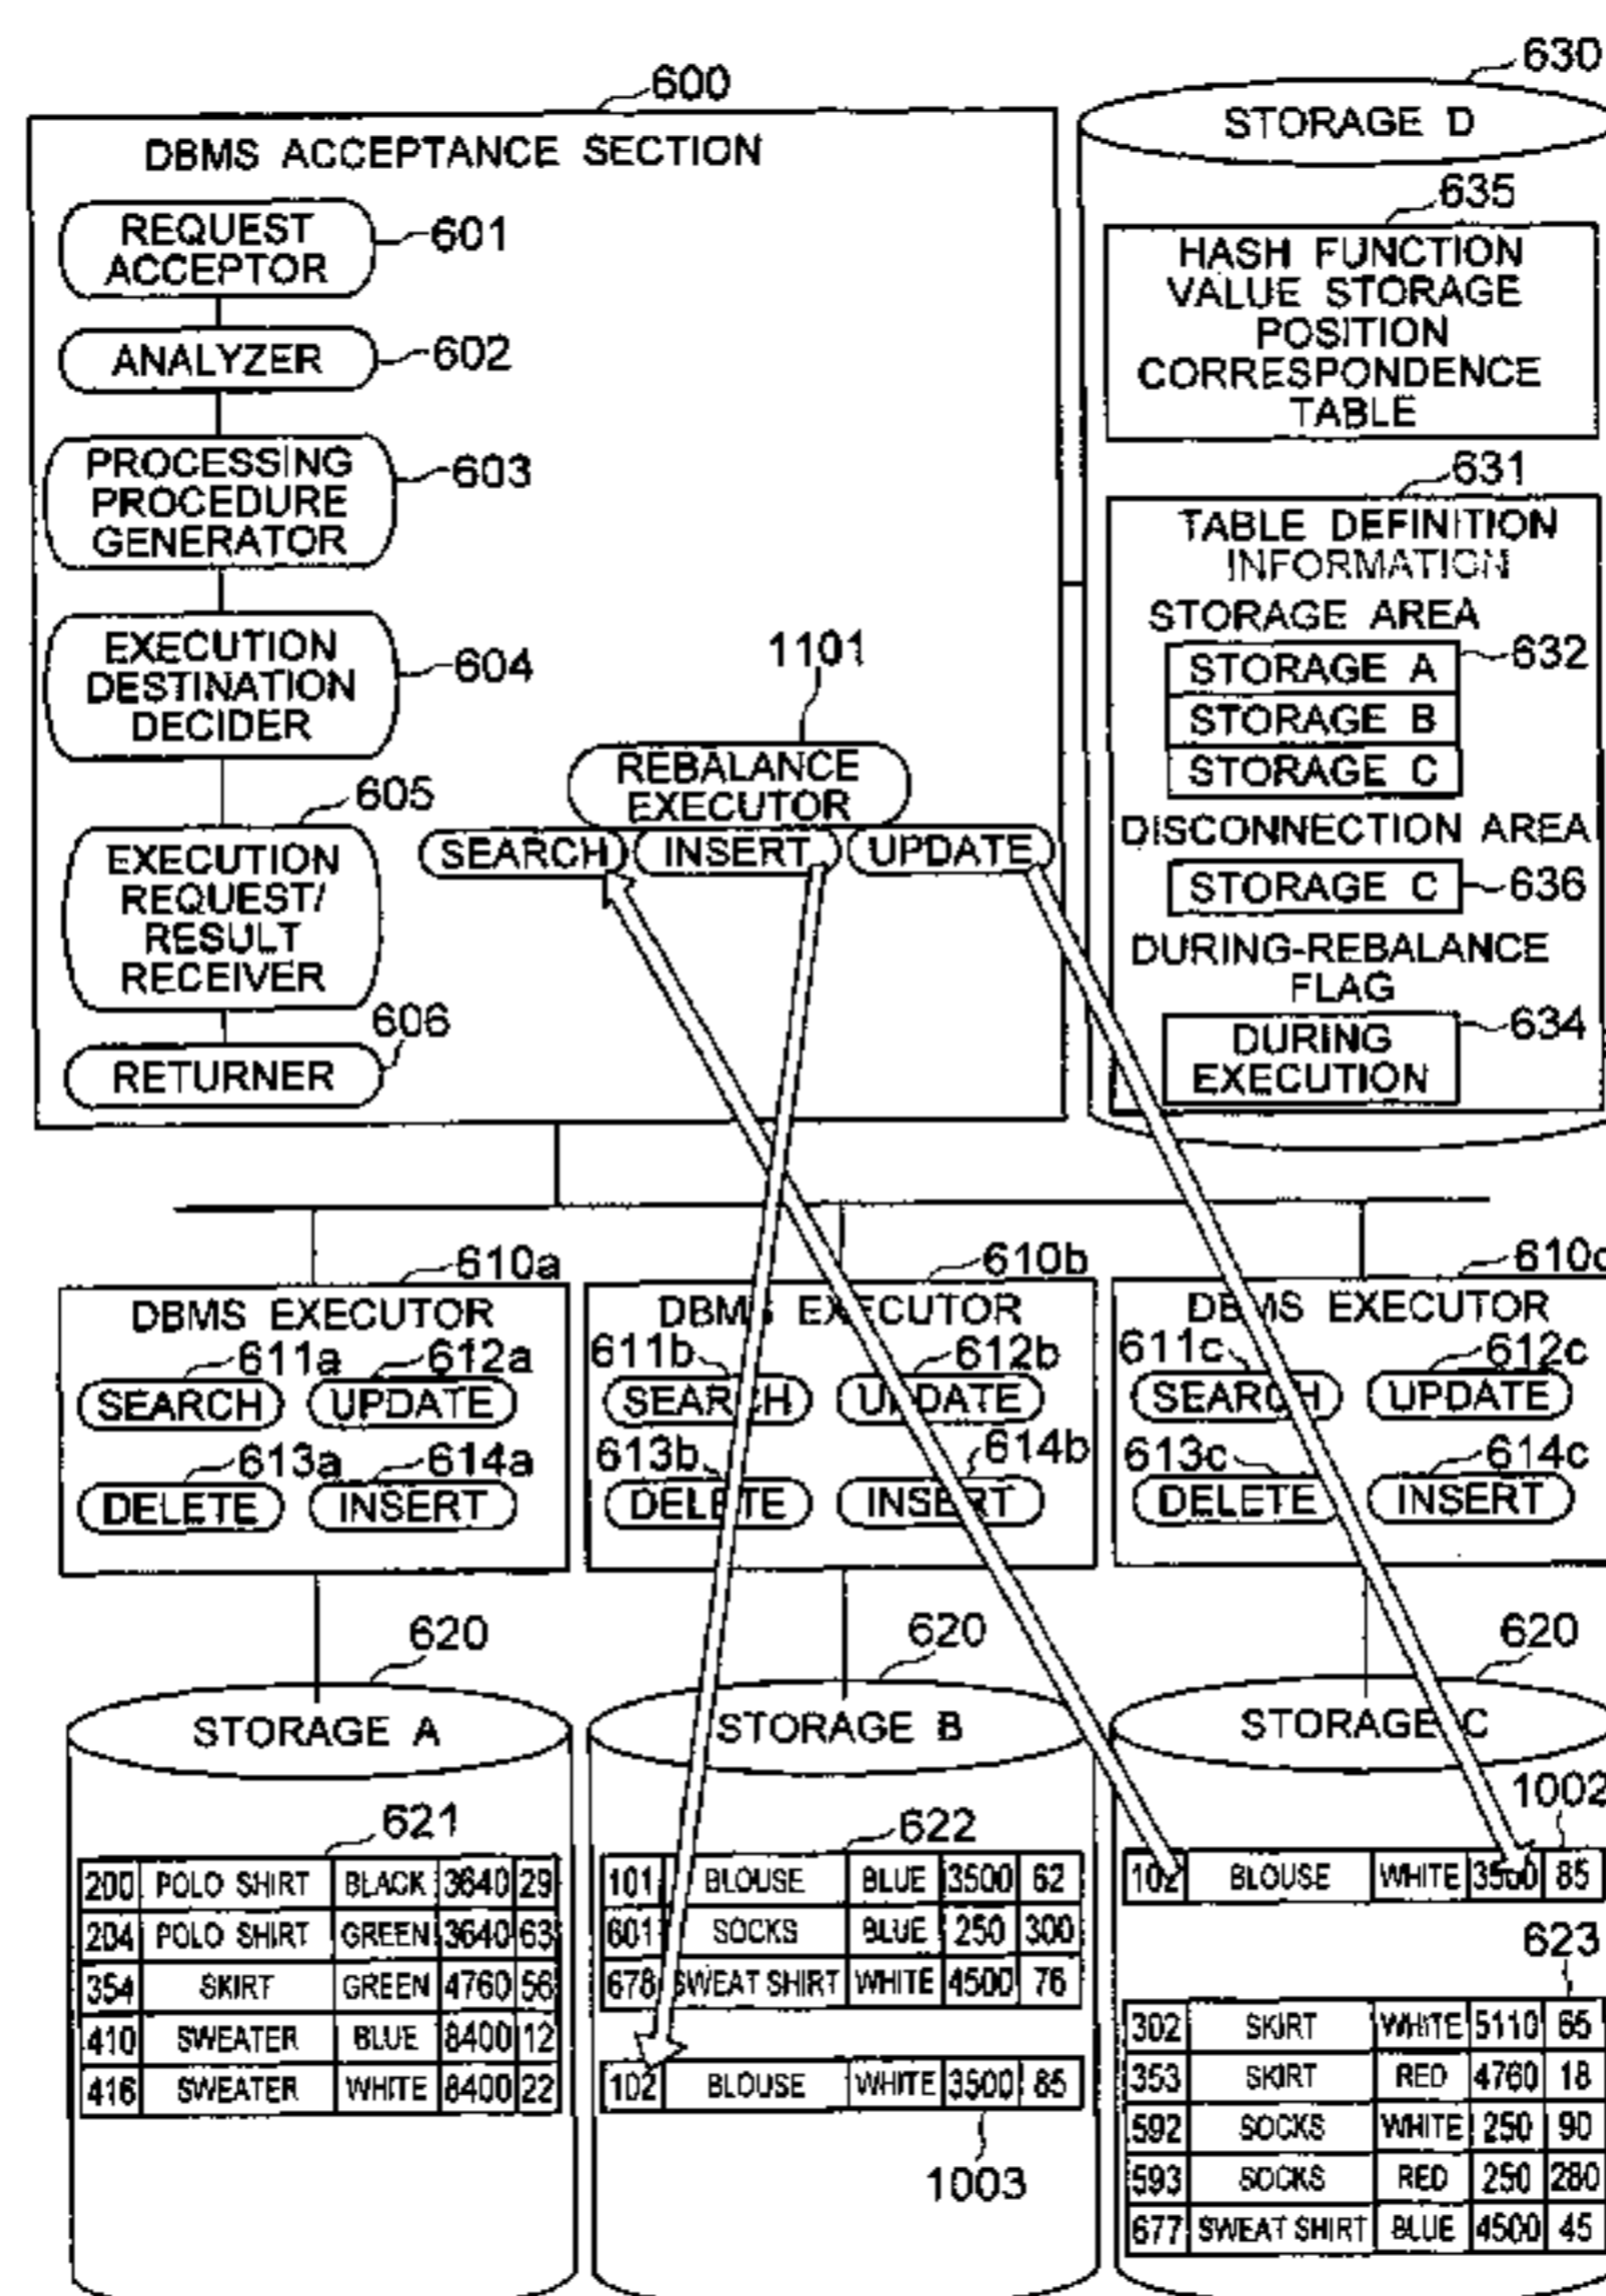 600
DBMS ACCEPTANCE SECTION
REQUEST
ACCEPTOR
601
ANALYZER
602
PROCESSING
PROCEDURE
GENERATOR
603
EXECUTION
DESTINATION
DECIDER
604
EXECUTION
REQUEST/
RESULT
RECEIVER
605
RETURNER
606
1101
REBALANCE
EXECUTOR
SEARCH INSERT UPDATE
630
STORAGE D
635
HASH FUNCTION
VALUE STORAGE
POSITION
CORRESPONDENCE
TABLE
631
TABLE DEFINITION
INFORMATION
STORAGE AREA
STORAGE A
632
STORAGE B
STORAGE C
DISCONNECTION AREA
STORAGE C
636
DURING-REBALANCE
FLAG
DURING
EXECUTION
634
610a
DBMS EXECUTOR
611a 612a
SEARCH UPDATE
613a 614a
DELETE INSERT
610b
DBMS EXECUTOR
611b 612b
SEARCH UPDATE
613b 614b
DELETE INSERT
610c
DBMS EXECUTOR
611c 612c
SEARCH UPDATE
613c 614c
DELETE INSERT
620
STORAGE A
621
200 POLO SHIRT BLACK 3640 29
204 POLO SHIRT GREEN 3640 63
354 SKIRT GREEN 4760 56
410 SWEATER BLUE 8400 12
416 SWEATER WHITE 8400 22
620
STORAGE B
622
101 BLOUSE BLUE 3500 62
601 SOCKS BLUE 250 300
678 SWEAT SHIRT WHITE 4500 76
102 BLOUSE WHITE 3500 85
1003
620
STORAGE C
1002
102 BLOUSE WHITE 3500 85
623
302 SKIRT WHITE 5110 65
353 SKIRT RED 4760 18
592 SOCKS WHITE 250 90
593 SOCKS RED 250 280
677 SWEAT SHIRT BLUE 4500 45